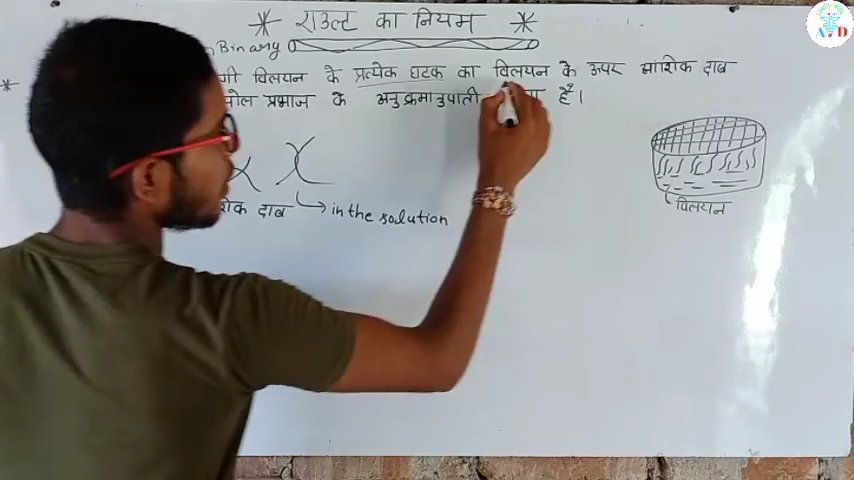 राउल्ट का नियम
Binary
विलयन के प्रत्येक घटक का विलयन के ऊपर आंशिक दाब
मोल प्रभाज के अनुक्रमानुपाती है।
दाब
in the solution
विलयन